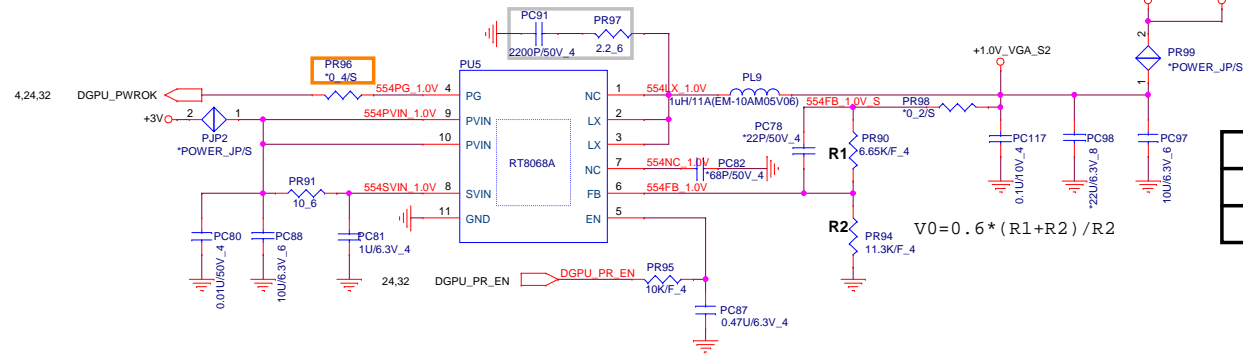 PC91
PR97
2200P/50V_4
2.2_6
+1.0V_VGA_S2
2
PR99
*POWER_JP/S
1
PR96
*0_4/S
PU5
4,24,32
DGPU_PWROK
554PG_1.0V
4
PG
NC
1
554LX_1.0V
PL9
1uH/11A(EM-10AM05V06)
554FB_1.0V_S
PR98
*0_2/S
+3V
2
1
PJP2
*POWER_JP/S
554PVIN_1.0V
9
PVIN
LX
2
10
PVIN
LX
3
RT8068A
PC78
*22P/50V_4
R1
PR90
6.65K/F_4
PC117
0.1U/10V_4
PC98
*22U/6.3V_8
PC97
10U/6.3V_6
NC
7
554NC_1.0V
PC82
*68P/50V_4
PR91
10_6
554SVIN_1.0V
8
SVIN
FB
6
554FB_1.0V
11
GND
EN
5
PC80
0.01U/50V_4
PC88
10U/6.3V_6
PC81
1U/6.3V_4
R2
PR94
11.3K/F_4
V0=0.6*(R1+R2)/R2
24,32
DGPU_PR_EN
DGPU_PR_EN
PR95
10K/F_4
PC87
0.47U/6.3V_4